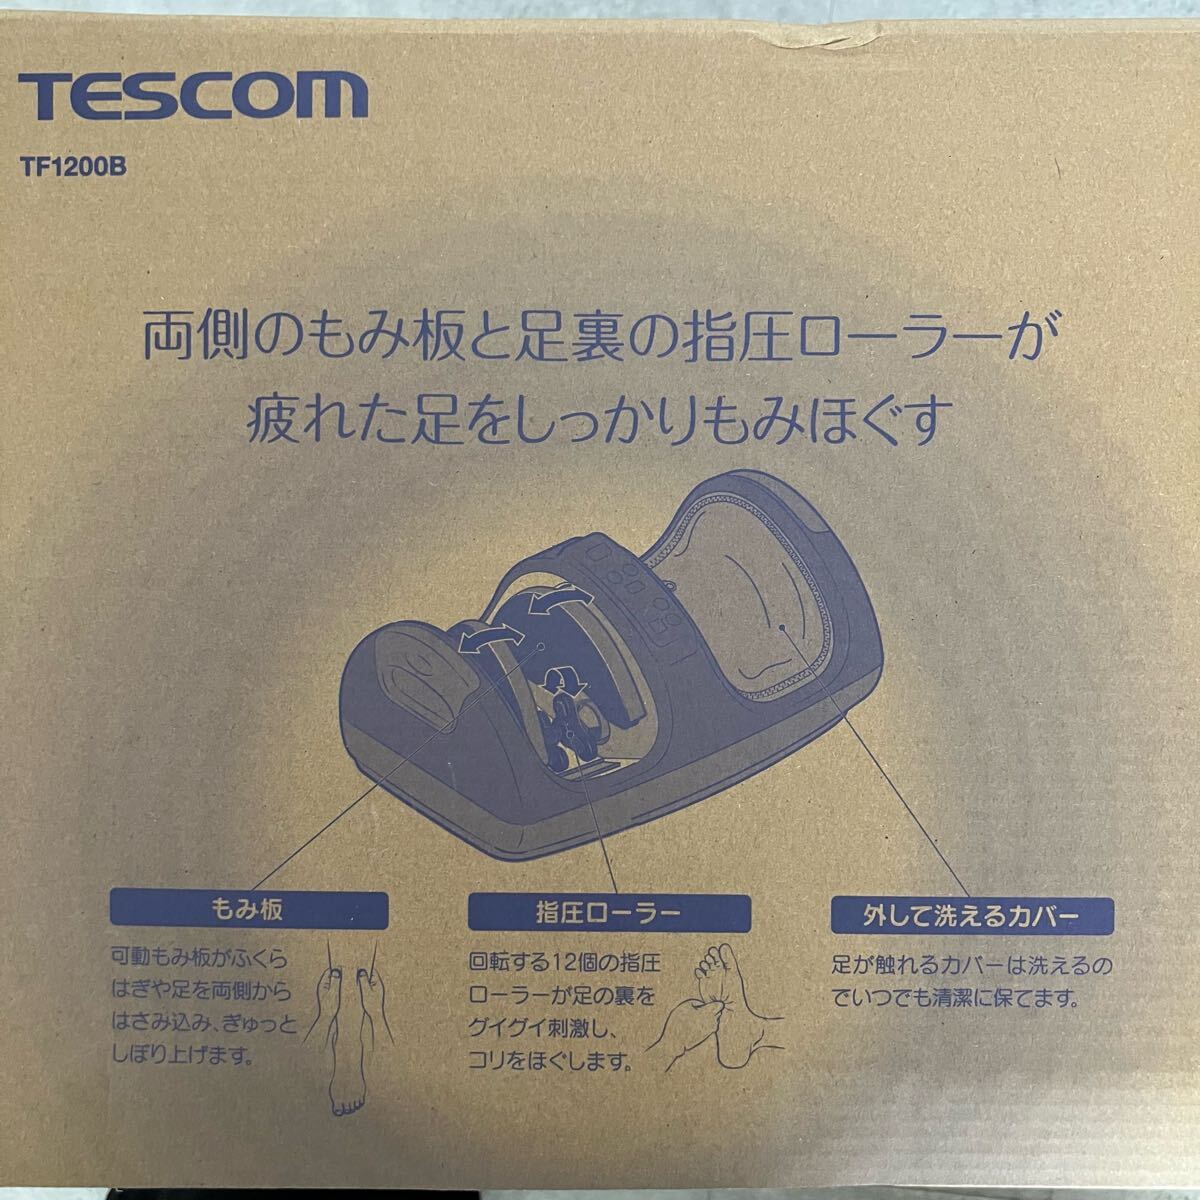 TESCOM
TF1200B
両側のもみ板と足裏の指圧ローラーが
疲れた足をしっかりもみほぐす
もみ板
可動もみ板がふくら
はぎや足を両側から
はさみ込み、ぎゅっと
しぼり上げます。
指圧ローラー
回転する12個の指圧
ローラーが足の裏を
グイグイ刺激し、
コリをほぐします。
外して洗えるカバー
足が触れるカバーは洗えるの
でいつでも清潔に保てます。